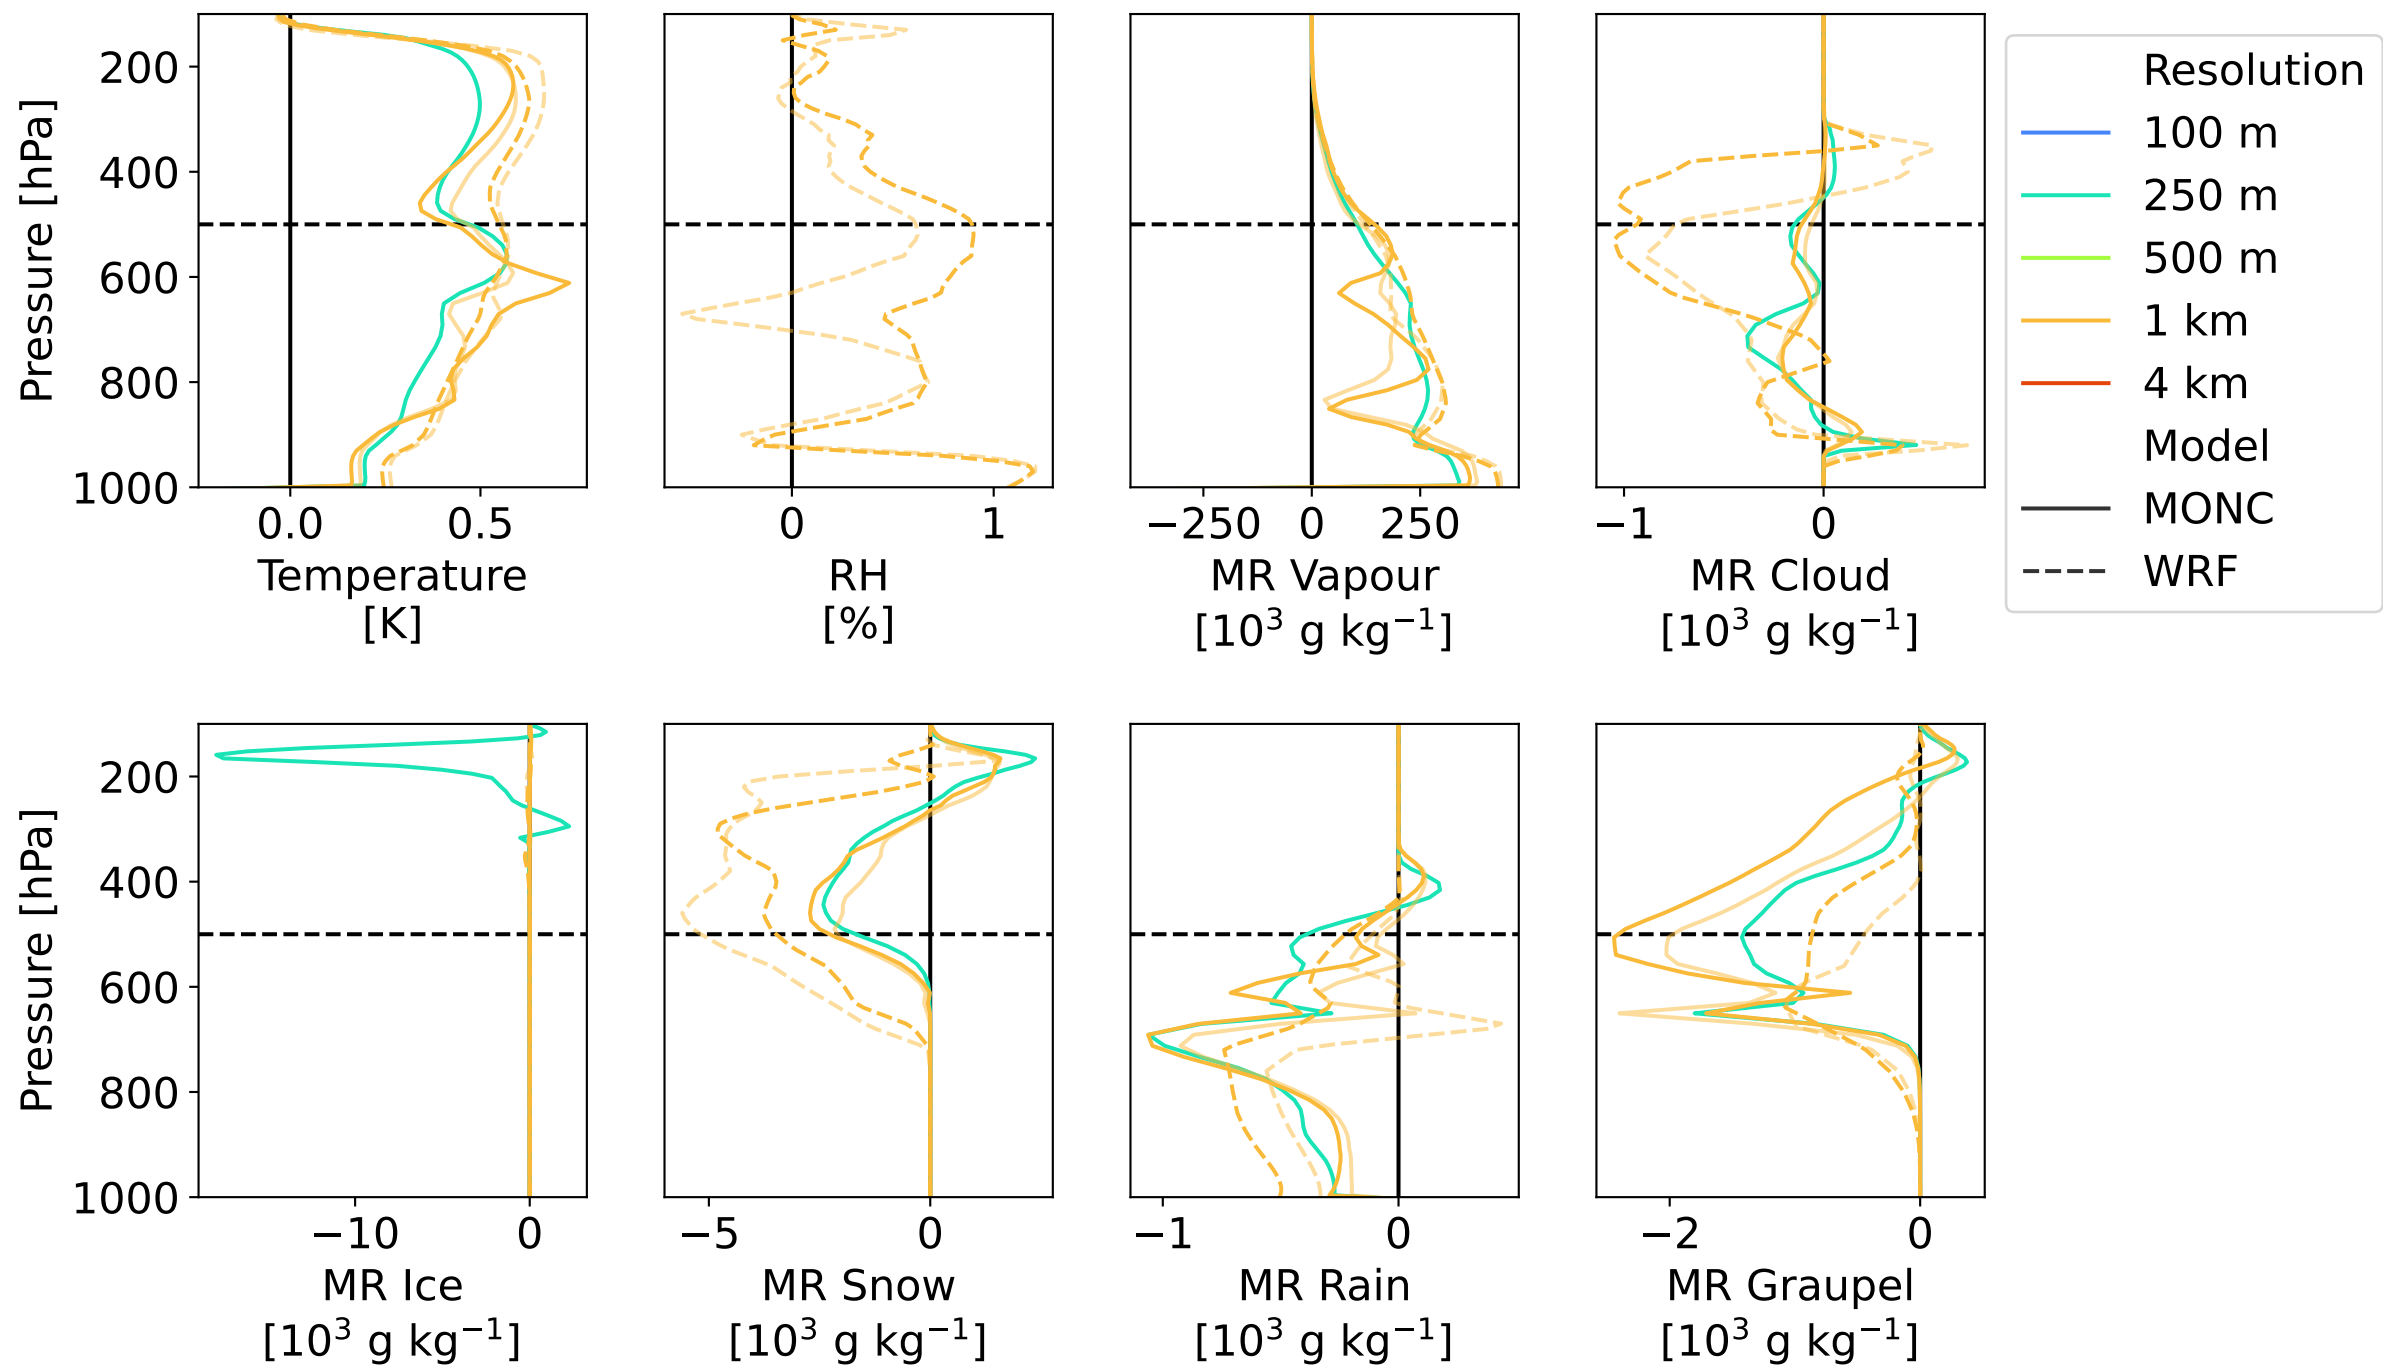 Pressure [hPa]
200
400
600
800
1000
0.0 0.5
Temperature
[K]
0 1
RH
[%]
−250 0 250
MR Vapour
[10³ g kg⁻¹]
−1 0
MR Cloud
[10³ g kg⁻¹]
Resolution
100 m
250 m
500 m
1 km
4 km
Model
MONC
WRF
Pressure [hPa]
200
400
600
800
1000
−10 0
MR Ice
[10³ g kg⁻¹]
−5 0
MR Snow
[10³ g kg⁻¹]
−1 0
MR Rain
[10³ g kg⁻¹]
−2 0
MR Graupel
[10³ g kg⁻¹]